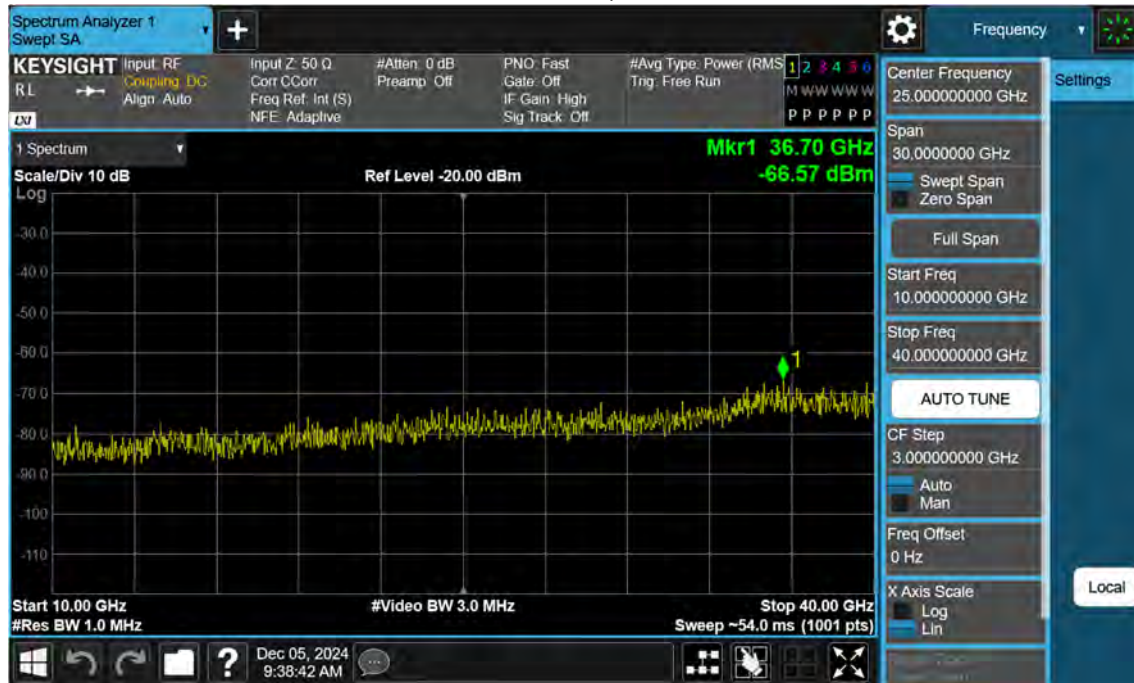 Spectrum Analyzer 1
Swept SA
Frequency
KEYSIGHT
RL
LXI
Input: RF
Coupling: DC
Align: Auto
Input Z: 50 Ω
Corr CCorr
Freq Ref: Int (S)
NFE: Adaptive
#Atten: 0 dB
Preamp: Off
PNO: Fast
Gate: Off
IF Gain: High
Sig Track: Off
#Avg Type: Power (RMS
Trig: Free Run
1 2 3 4 5 6
M W W W W W
P P P P P P
1 Spectrum
Scale/Div 10 dB
Ref Level -20.00 dBm
Mkr1 36.70 GHz
-66.57 dBm
Log
-30.0
-40.0
-50.0
-60.0
-70.0
-80.0
-90.0
-100
-110
1
Start 10.00 GHz
#Video BW 3.0 MHz
Stop 40.00 GHz
#Res BW 1.0 MHz
Sweep ~54.0 ms (1001 pts)
Dec 05, 2024
9:38:42 AM
Center Frequency
25.000000000 GHz
Span
30.0000000 GHz
Swept Span
Zero Span
Full Span
Start Freq
10.000000000 GHz
Stop Freq
40.000000000 GHz
AUTO TUNE
CF Step
3.000000000 GHz
Auto
Man
Freq Offset
0 Hz
X Axis Scale
Log
Lin
Settings
Local